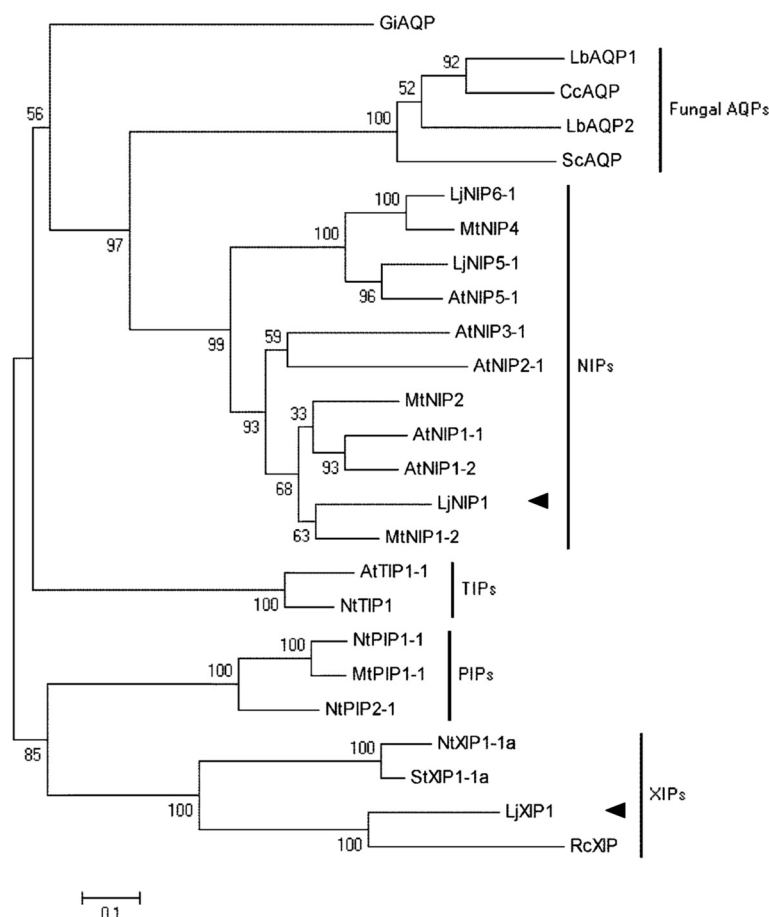 GiAQP
LbAQP1
92
CcAQP
52
Fungal AQPs
56
LbAQP2
100
ScAQP
LjNIP6-1
100
MtNIP4
100
97
LjNIP5-1
96
AtNIP5-1
AtNIP3-1
59
99
NIPs
AtNIP2-1
MtNIP2
33
93
AtNIP1-1
93
AtNIP1-2
68
LjNIP1
63
MtNIP1-2
AtTIP1-1
TIPs
100
NtTIP1
NtPIP1-1
100
100
MtPIP1-1
PIPs
NtPIP2-1
85
NtXIP1-1a
100
StXIP1-1a
XIPs
100
LjXIP1
100
RcXIP
0.1